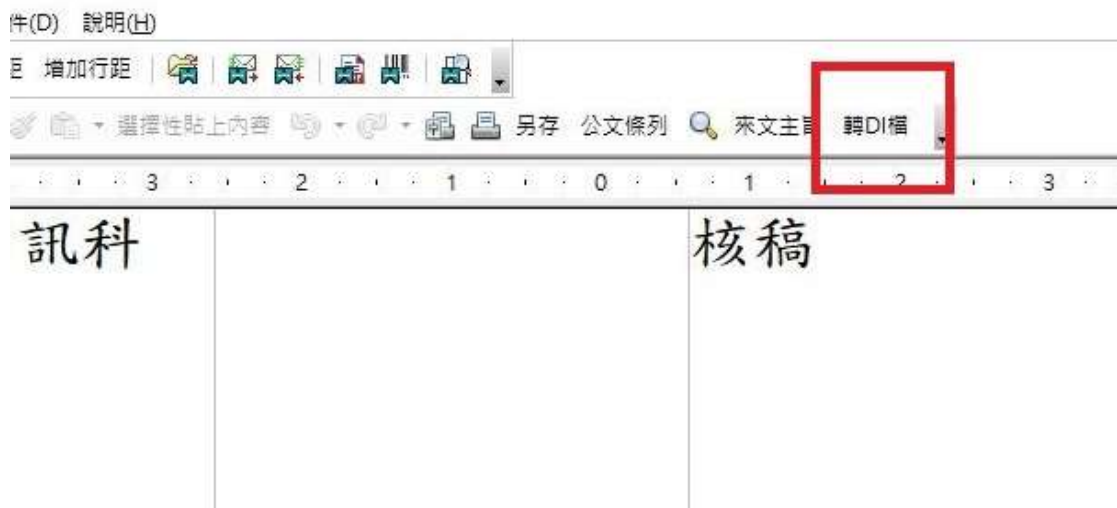 件(D) 說明(H)
距 增加行距
選擇性貼上內容 另存 公文條列 來文主旨 轉DI檔
3 2 1 0 1 2 3
訊科 核稿